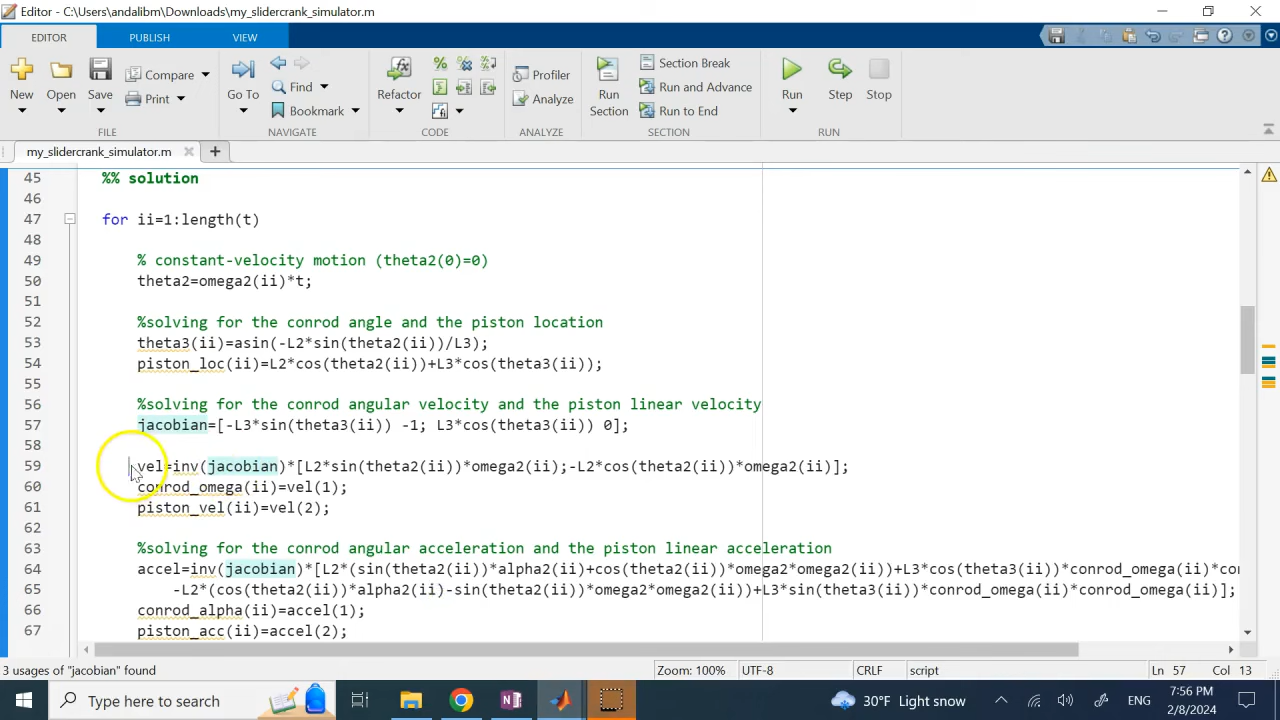 Editor - C:\Users\andalibm\Downloads\my_slidercrank_simulator.m
EDITOR PUBLISH VIEW
New Open Save Compare Print
Go To Find Bookmark
Refactor
Profiler Analyze
Run Section Section Break Run and Advance Run to End
Run Step Stop
FILE NAVIGATE CODE ANALYZE SECTION RUN
my_slidercrank_simulator.m
45 %% solution
46
47 for ii=1:length(t)
48
49 % constant-velocity motion (theta2(0)=0)
50 theta2=omega2(ii)*t;
51
52 %solving for the conrod angle and the piston location
53 theta3(ii)=asin(-L2*sin(theta2(ii))/L3);
54 piston_loc(ii)=L2*cos(theta2(ii))+L3*cos(theta3(ii));
55
56 %solving for the conrod angular velocity and the piston linear velocity
57 jacobian=[-L3*sin(theta3(ii)) -1; L3*cos(theta3(ii)) 0];
58
59 vel=inv(jacobian)*[L2*sin(theta2(ii))*omega2(ii);-L2*cos(theta2(ii))*omega2(ii)];
60 conrod_omega(ii)=vel(1);
61 piston_vel(ii)=vel(2);
62
63 %solving for the conrod angular acceleration and the piston linear acceleration
64 accel=inv(jacobian)*[L2*(sin(theta2(ii))*alpha2(ii)+cos(theta2(ii))*omega2*omega2(ii))+L3*cos(theta3(ii))*conrod_omega(ii)*con
65 -L2*(cos(theta2(ii))*alpha2(ii)-sin(theta2(ii))*omega2*omega2(ii))+L3*sin(theta3(ii))*conrod_omega(ii)*conrod_omega(ii)];
66 conrod_alpha(ii)=accel(1);
67 piston_acc(ii)=accel(2);
3 usages of "jacobian" found Zoom: 100% UTF-8 CRLF script Ln 57 Col 13
Type here to search 30°F Light snow ENG 7:56 PM
2/8/2024